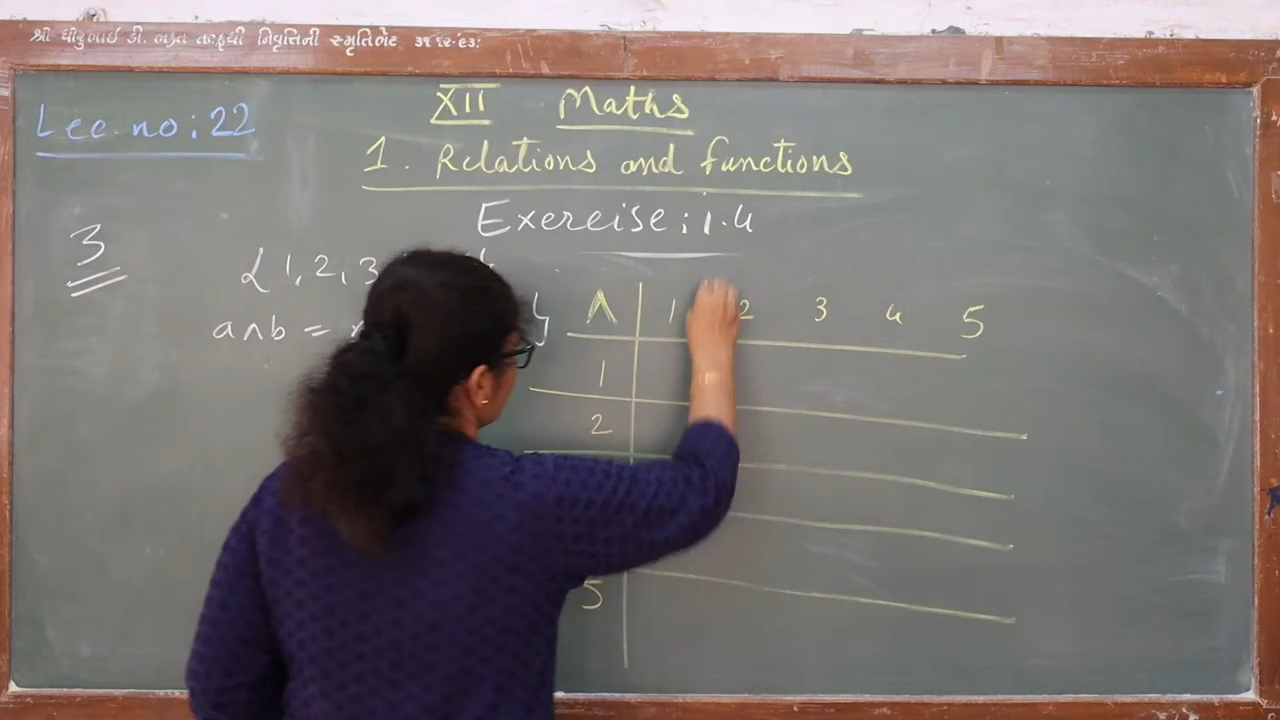 શ્રી ધીરુભાઈ ડી. ભક્ત તરફથી નિવૃત્તિની સ્મૃતિભેટ
Lec. no: 22
XII Maths
1. Relations and functions
Exercise: 1.4
3
{1, 2, 3
a∧b =
∧ 1 2 3 4 5
1
2
5